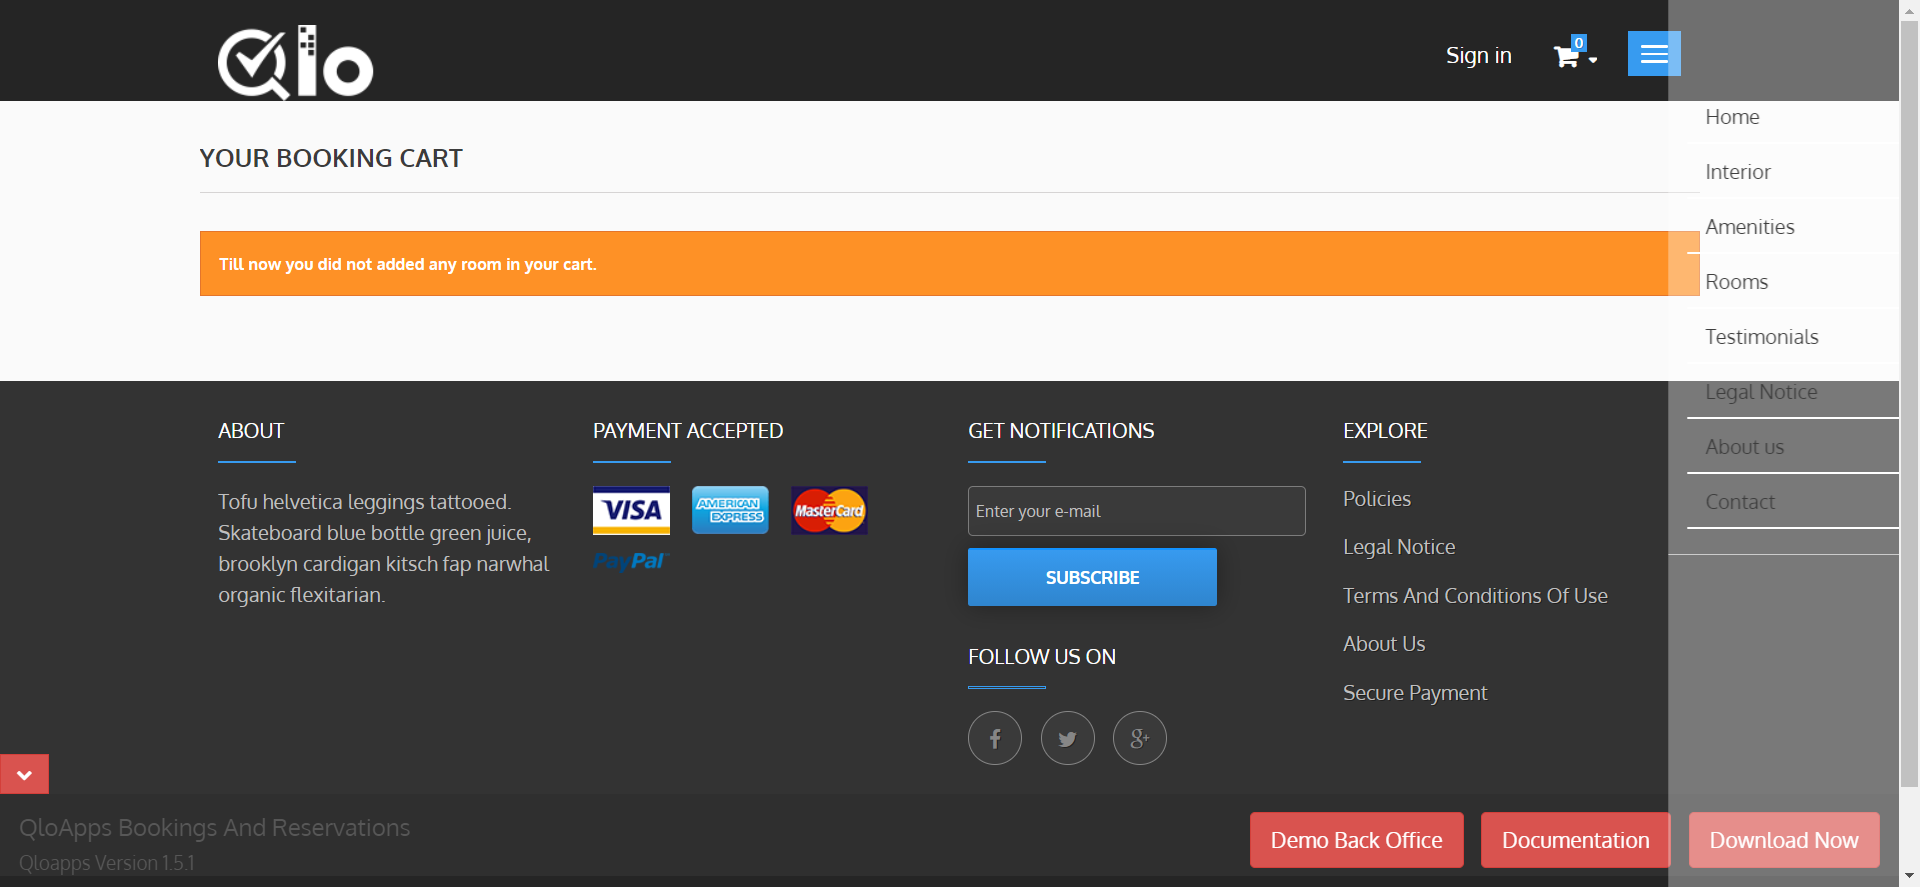 Qlo
Sign in
0
Home
YOUR BOOKING CART
Interior
Amenities
Till now you did not added any room in your cart.
Rooms
Testimonials
Legal Notice
About us
Contact
ABOUT
Tofu helvetica leggings tattooed.
Skateboard blue bottle green juice,
brooklyn cardigan kitsch fap narwhal
organic flexitarian.
PAYMENT ACCEPTED
VISA
AMERICAN EXPRESS
MasterCard
PayPal
GET NOTIFICATIONS
Enter your e-mail
SUBSCRIBE
FOLLOW US ON
EXPLORE
Policies
Legal Notice
Terms And Conditions Of Use
About Us
Secure Payment
QloApps Bookings And Reservations
Qloapps Version 1.5.1
Demo Back Office
Documentation
Download Now